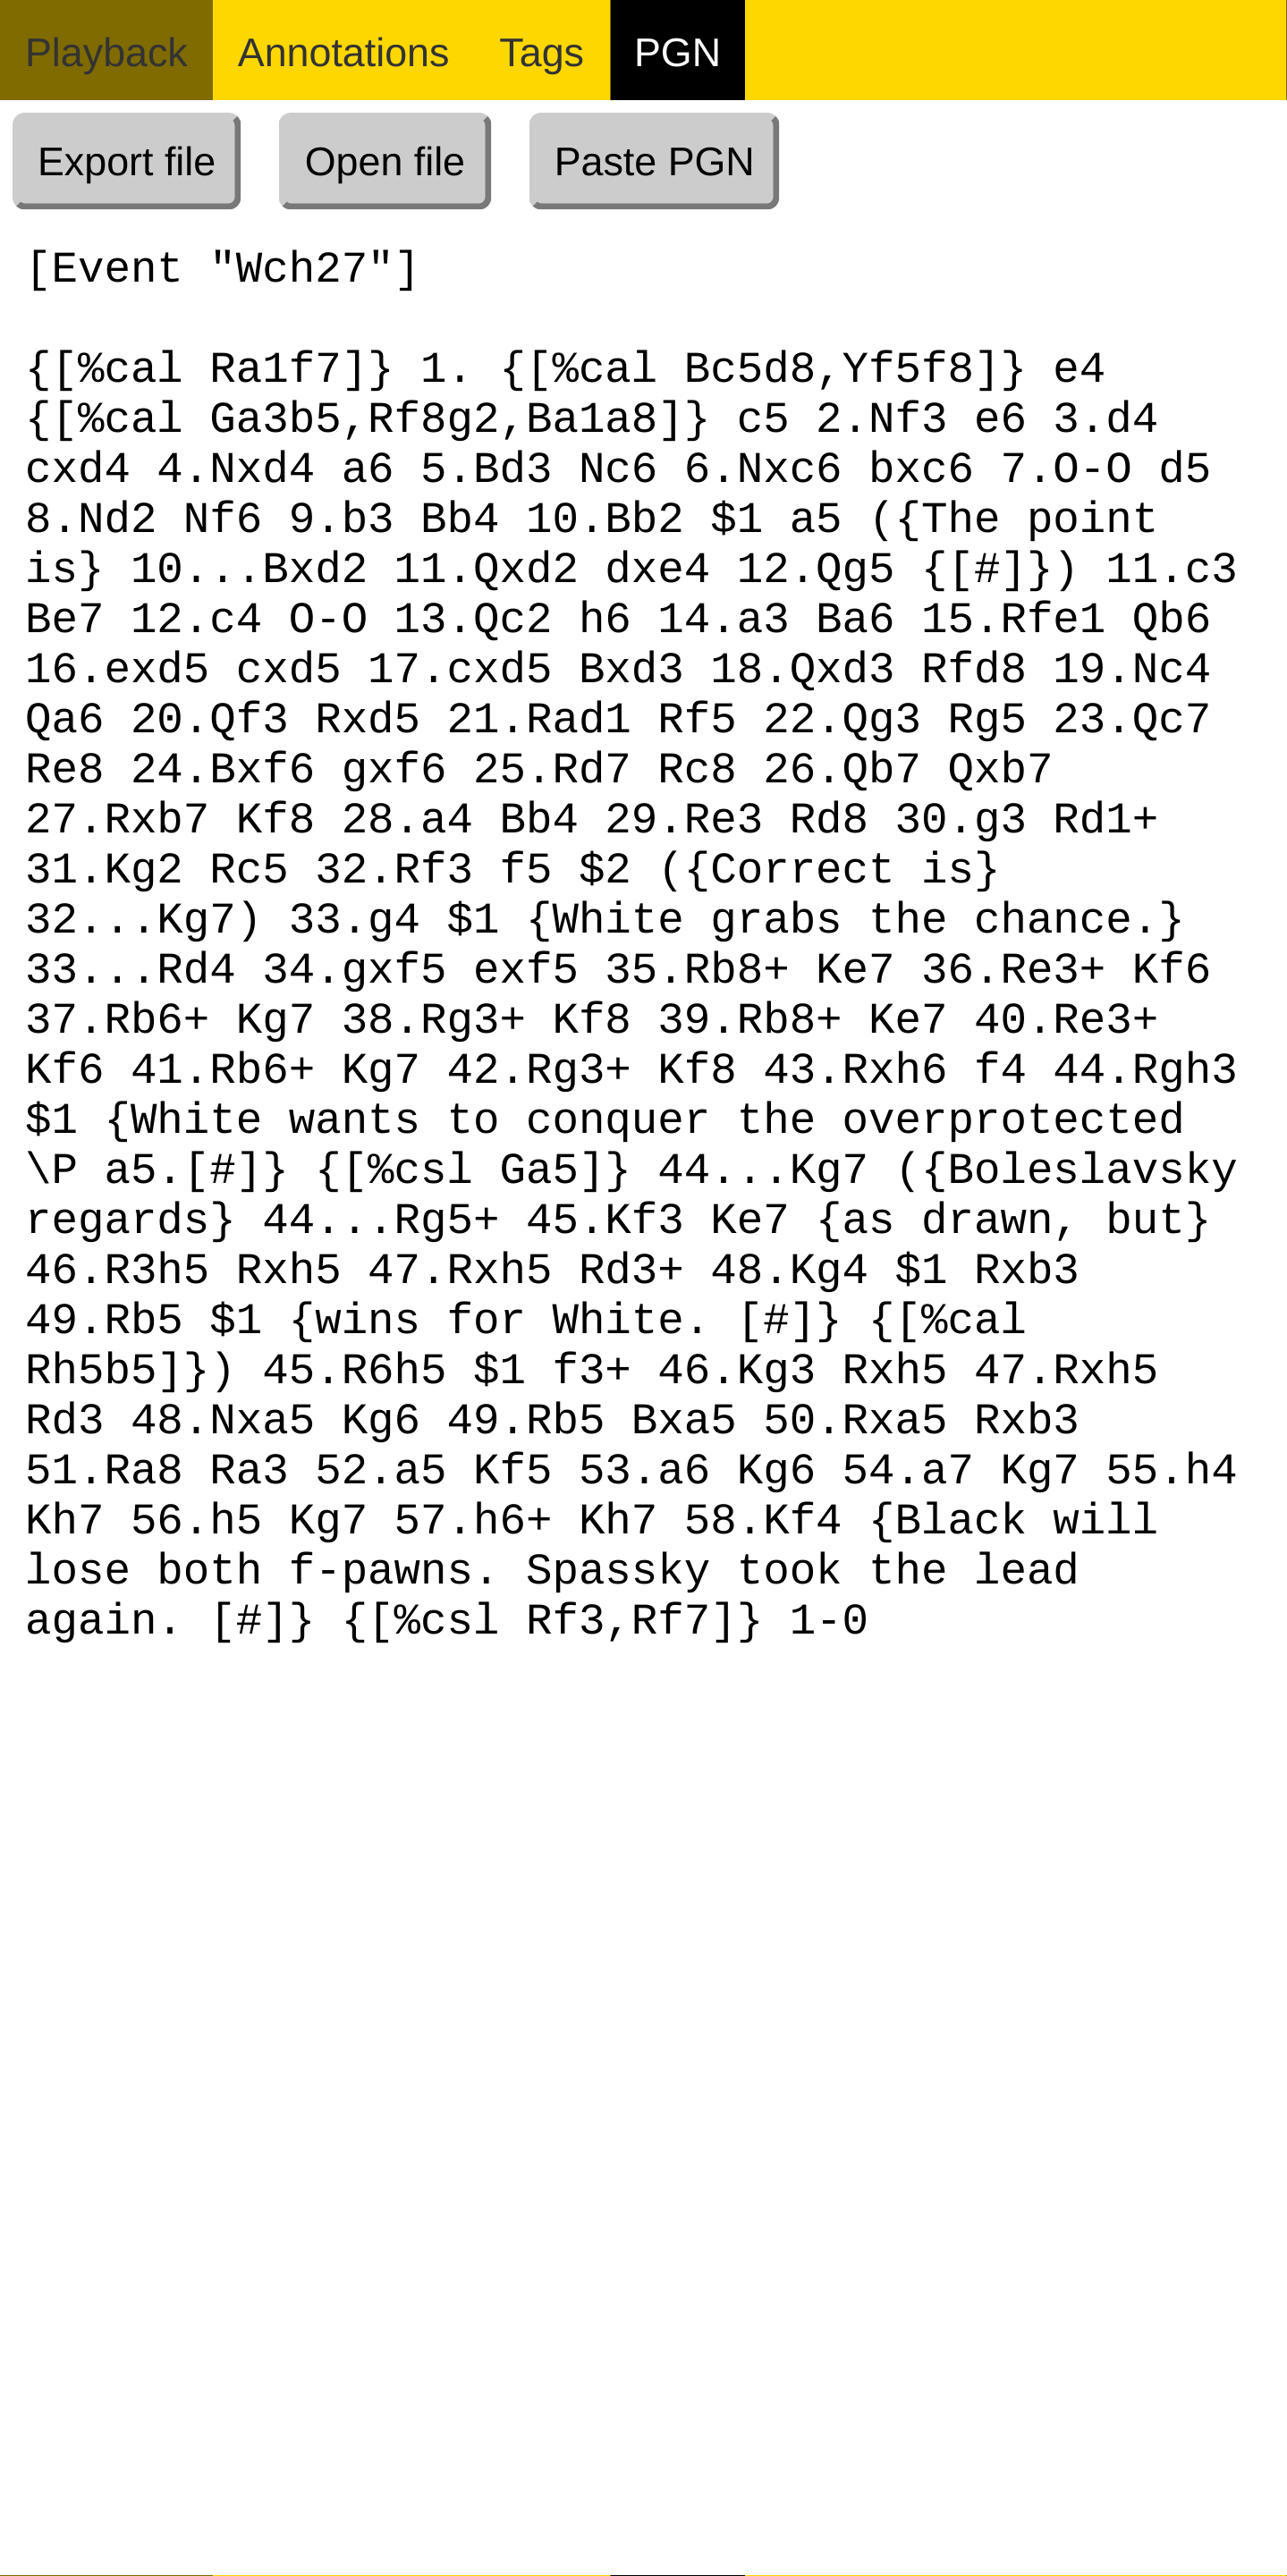 Playback Annotations Tags PGN
Export file Open file Paste PGN
[Event "Wch27"]
{[%cal Ra1f7]} 1. {[%cal Bc5d8,Yf5f8]} e4
{[%cal Ga3b5,Rf8g2,Ba1a8]} c5 2.Nf3 e6 3.d4
cxd4 4.Nxd4 a6 5.Bd3 Nc6 6.Nxc6 bxc6 7.O-O d5
8.Nd2 Nf6 9.b3 Bb4 10.Bb2 $1 a5 ({The point
is} 10...Bxd2 11.Qxd2 dxe4 12.Qg5 {[#]}) 11.c3
Be7 12.c4 O-O 13.Qc2 h6 14.a3 Ba6 15.Rfe1 Qb6
16.exd5 cxd5 17.cxd5 Bxd3 18.Qxd3 Rfd8 19.Nc4
Qa6 20.Qf3 Rxd5 21.Rad1 Rf5 22.Qg3 Rg5 23.Qc7
Re8 24.Bxf6 gxf6 25.Rd7 Rc8 26.Qb7 Qxb7
27.Rxb7 Kf8 28.a4 Bb4 29.Re3 Rd8 30.g3 Rd1+
31.Kg2 Rc5 32.Rf3 f5 $2 ({Correct is}
32...Kg7) 33.g4 $1 {White grabs the chance.}
33...Rd4 34.gxf5 exf5 35.Rb8+ Ke7 36.Re3+ Kf6
37.Rb6+ Kg7 38.Rg3+ Kf8 39.Rb8+ Ke7 40.Re3+
Kf6 41.Rb6+ Kg7 42.Rg3+ Kf8 43.Rxh6 f4 44.Rgh3
$1 {White wants to conquer the overprotected
\P a5.[#]} {[%csl Ga5]} 44...Kg7 ({Boleslavsky
regards} 44...Rg5+ 45.Kf3 Ke7 {as drawn, but}
46.R3h5 Rxh5 47.Rxh5 Rd3+ 48.Kg4 $1 Rxb3
49.Rb5 $1 {wins for White. [#]} {[%cal
Rh5b5]}) 45.R6h5 $1 f3+ 46.Kg3 Rxh5 47.Rxh5
Rd3 48.Nxa5 Kg6 49.Rb5 Bxa5 50.Rxa5 Rxb3
51.Ra8 Ra3 52.a5 Kf5 53.a6 Kg6 54.a7 Kg7 55.h4
Kh7 56.h5 Kg7 57.h6+ Kh7 58.Kf4 {Black will
lose both f-pawns. Spassky took the lead
again. [#]} {[%csl Rf3,Rf7]} 1-0